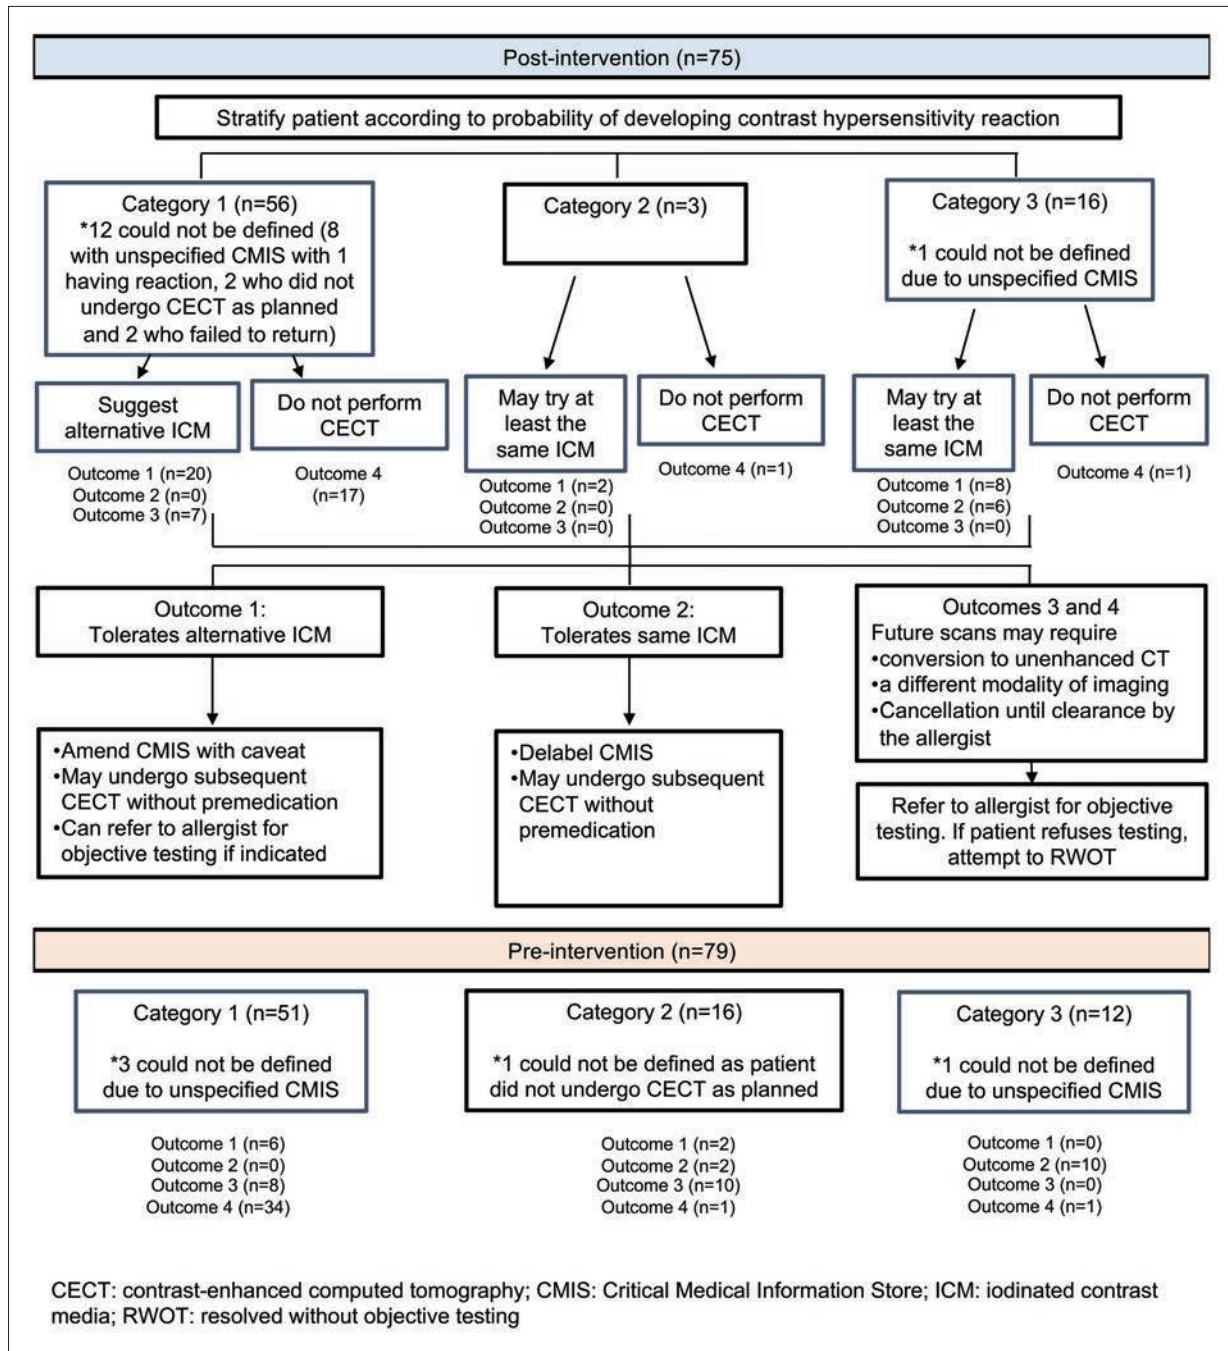 Post-intervention (n=75)
Stratify patient according to probability of developing contrast hypersensitivity reaction
Category 1 (n=56)
*12 could not be defined (8
with unspecified CMIS with 1
having reaction, 2 who did not
undergo CECT as planned
and 2 who failed to return)
Category 2 (n=3)
Category 3 (n=16)
*1 could not be defined
due to unspecified CMIS
Suggest
alternative ICM
Do not perform
CECT
May try at
least the
same ICM
Do not perform
CECT
May try at
least the
same ICM
Do not perform
CECT
Outcome 1 (n=20)
Outcome 2 (n=0)
Outcome 3 (n=7)
Outcome 4
(n=17)
Outcome 1 (n=2)
Outcome 2 (n=0)
Outcome 3 (n=0)
Outcome 4 (n=1)
Outcome 1 (n=8)
Outcome 2 (n=6)
Outcome 3 (n=0)
Outcome 4 (n=1)
Outcome 1:
Tolerates alternative ICM
Outcome 2:
Tolerates same ICM
Outcomes 3 and 4
Future scans may require
•conversion to unenhanced CT
•a different modality of imaging
•Cancellation until clearance by
the allergist
•Amend CMIS with caveat
•May undergo subsequent
CECT without premedication
•Can refer to allergist for
objective testing if indicated
•Delabel CMIS
•May undergo subsequent
CECT without
premedication
Refer to allergist for objective
testing. If patient refuses testing,
attempt to RWOT
Pre-intervention (n=79)
Category 1 (n=51)
*3 could not be defined
due to unspecified CMIS
Category 2 (n=16)
*1 could not be defined as patient
did not undergo CECT as planned
Category 3 (n=12)
*1 could not be defined
due to unspecified CMIS
Outcome 1 (n=6)
Outcome 2 (n=0)
Outcome 3 (n=8)
Outcome 4 (n=34)
Outcome 1 (n=2)
Outcome 2 (n=2)
Outcome 3 (n=10)
Outcome 4 (n=1)
Outcome 1 (n=0)
Outcome 2 (n=10)
Outcome 3 (n=0)
Outcome 4 (n=1)
CECT: contrast-enhanced computed tomography; CMIS: Critical Medical Information Store; ICM: iodinated contrast
media; RWOT: resolved without objective testing